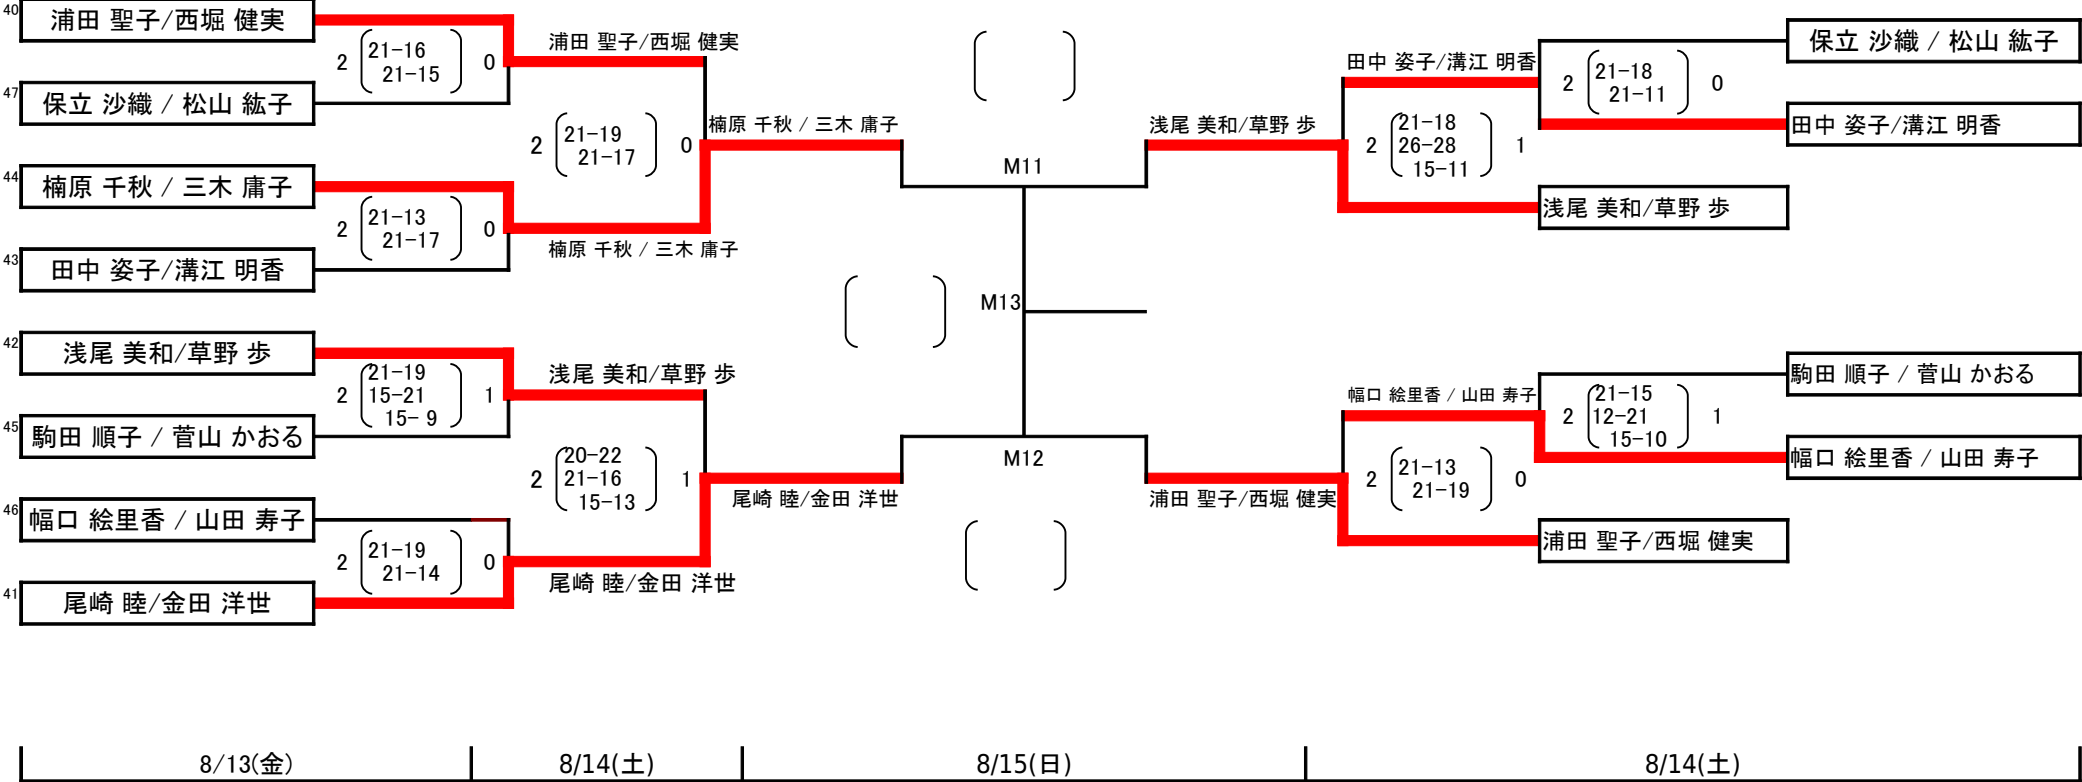 40
浦田 聖子/西堀 健実
2 21-16 0
21-15
47
保立 沙織 / 松山 紘子
44
楠原 千秋 / 三木 庸子
2 21-13 0
21-17
43
田中 姿子/溝江 明香
42
浅尾 美和/草野 歩
2 21-19 1
15-21
15- 9
45
駒田 順子 / 菅山 かおる
46
幅口 絵里香 / 山田 寿子
2 21-19 0
21-14
41
尾崎 睦/金田 洋世
浦田 聖子/西堀 健実
2 21-19 0
21-17
楠原 千秋 / 三木 庸子
浅尾 美和/草野 歩
2 20-22 1
21-16
15-13
尾崎 睦/金田 洋世
楠原 千秋 / 三木 庸子
尾崎 睦/金田 洋世
M11
M13
M12
浅尾 美和/草野 歩
浦田 聖子/西堀 健実
田中 姿子/溝江 明香
2 21-18 1
26-28
15-11
浅尾 美和/草野 歩
幅口 絵里香 / 山田 寿子
2 21-13 0
21-19
浦田 聖子/西堀 健実
保立 沙織 / 松山 紘子
2 21-18 0
21-11
田中 姿子/溝江 明香
駒田 順子 / 菅山 かおる
2 21-15 1
12-21
15-10
幅口 絵里香 / 山田 寿子
8/13(金) 8/14(土) 8/15(日) 8/14(土)